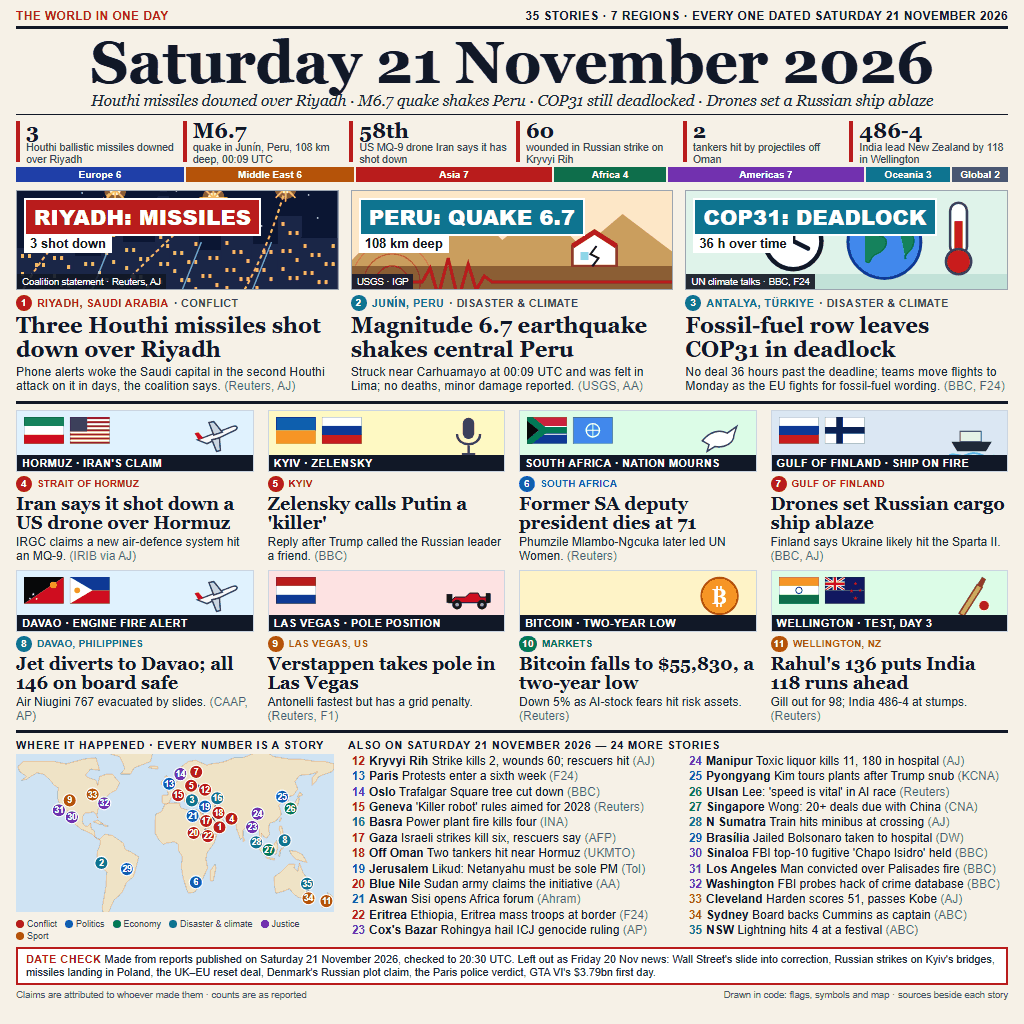 THE WORLD IN ONE DAY
35 STORIES · 7 REGIONS · EVERY ONE DATED SATURDAY 21 NOVEMBER 2026
Saturday 21 November 2026
Houthi missiles downed over Riyadh · M6.7 quake shakes Peru · COP31 still deadlocked · Drones set a Russian ship ablaze
3
Houthi ballistic missiles downed
over Riyadh
M6.7
quake in Junín, Peru, 108 km
deep, 00:09 UTC
58th
US MQ-9 drone Iran says it has
shot down
60
wounded in Russian strike on
Kryvyi Rih
2
tankers hit by projectiles off
Oman
486-4
India lead New Zealand by 118
in Wellington
Europe 6
Middle East 6
Asia 7
Africa 4
Americas 7
Oceania 3
Global 2
RIYADH: MISSILES
3 shot down
Coalition statement · Reuters, AJ
PERU: QUAKE 6.7
108 km deep
USGS · IGP
COP31: DEADLOCK
36 h over time
UN climate talks · BBC, F24
1 RIYADH, SAUDI ARABIA · CONFLICT
Three Houthi missiles shot
down over Riyadh
Phone alerts woke the Saudi capital in the second Houthi
attack on it in days, the coalition says. (Reuters, AJ)
2 JUNÍN, PERU · DISASTER & CLIMATE
Magnitude 6.7 earthquake
shakes central Peru
Struck near Carhuamayo at 00:09 UTC and was felt in
Lima; no deaths, minor damage reported. (USGS, AA)
3 ANTALYA, TÜRKIYE · DISASTER & CLIMATE
Fossil-fuel row leaves
COP31 in deadlock
No deal 36 hours past the deadline; teams move flights to
Monday as the EU fights for fossil-fuel wording. (BBC, F24)
HORMUZ · IRAN'S CLAIM
4 STRAIT OF HORMUZ
Iran says it shot down a
US drone over Hormuz
IRGC claims a new air-defence system hit
an MQ-9. (IRIB via AJ)
KYIV · ZELENSKY
5 KYIV
Zelensky calls Putin a
'killer'
Reply after Trump called the Russian leader
a friend. (BBC)
SOUTH AFRICA · NATION MOURNS
6 SOUTH AFRICA
Former SA deputy
president dies at 71
Phumzile Mlambo-Ngcuka later led UN
Women. (Reuters)
GULF OF FINLAND · SHIP ON FIRE
7 GULF OF FINLAND
Drones set Russian cargo
ship ablaze
Finland says Ukraine likely hit the Sparta II.
(BBC, AJ)
DAVAO · ENGINE FIRE ALERT
8 DAVAO, PHILIPPINES
Jet diverts to Davao; all
146 on board safe
Air Niugini 767 evacuated by slides. (CAAP,
AP)
LAS VEGAS · POLE POSITION
9 LAS VEGAS, US
Verstappen takes pole in
Las Vegas
Antonelli fastest but has a grid penalty.
(Reuters, F1)
BITCOIN · TWO-YEAR LOW
10 MARKETS
Bitcoin falls to $55,830, a
two-year low
Down 5% as AI-stock fears hit risk assets.
(Reuters)
WELLINGTON · TEST, DAY 3
11 WELLINGTON, NZ
Rahul's 136 puts India
118 runs ahead
Gill out for 98; India 486-4 at stumps.
(Reuters)
WHERE IT HAPPENED · EVERY NUMBER IS A STORY
Conflict Politics Economy Disaster & climate Justice
Sport
ALSO ON SATURDAY 21 NOVEMBER 2026 — 24 MORE STORIES
12 Kryvyi Rih Strike kills 2, wounds 60; rescuers hit (AJ)
13 Paris Protests enter a sixth week (F24)
14 Oslo Trafalgar Square tree cut down (BBC)
15 Geneva 'Killer robot' rules aimed for 2028 (Reuters)
16 Basra Power plant fire kills four (INA)
17 Gaza Israeli strikes kill six, rescuers say (AFP)
18 Off Oman Two tankers hit near Hormuz (UKMTO)
19 Jerusalem Likud: Netanyahu must be sole PM (ToI)
20 Blue Nile Sudan army claims the initiative (AA)
21 Aswan Sisi opens Africa forum (Ahram)
22 Eritrea Ethiopia, Eritrea mass troops at border (F24)
23 Cox's Bazar Rohingya hail ICJ genocide ruling (AP)
24 Manipur Toxic liquor kills 11, 180 in hospital (AJ)
25 Pyongyang Kim tours plants after Trump snub (KCNA)
26 Ulsan Lee: 'speed is vital' in AI race (Reuters)
27 Singapore Wong: 20+ deals due with China (CNA)
28 N Sumatra Train hits minibus at crossing (AJ)
29 Brasília Jailed Bolsonaro taken to hospital (DW)
30 Sinaloa FBI top-10 fugitive 'Chapo Isidro' held (BBC)
31 Los Angeles Man convicted over Palisades fire (BBC)
32 Washington FBI probes hack of crime database (BBC)
33 Cleveland Harden scores 51, passes Kobe (AJ)
34 Sydney Board backs Cummins as captain (ABC)
35 NSW Lightning hits 4 at a festival (ABC)
DATE CHECK Made from reports published on Saturday 21 November 2026, checked to 20:30 UTC. Left out as Friday 20 Nov news: Wall Street's slide into correction, Russian strikes on Kyiv's bridges,
missiles landing in Poland, the UK–EU reset deal, Denmark's Russian plot claim, the Paris police verdict, GTA VI's $3.79bn first day.
Claims are attributed to whoever made them · counts are as reported
Drawn in code: flags, symbols and map · sources beside each story